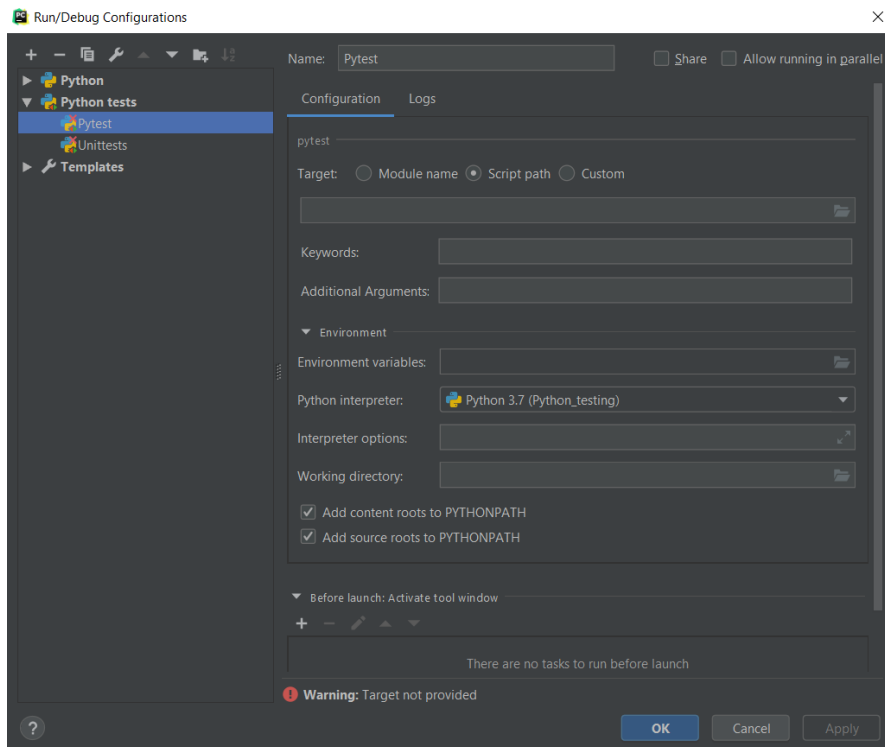 Run/Debug Configurations
Name: Pytest Share Allow running in parallel
Python
Python tests
Pytest
Unittests
Templates
Configuration Logs
pytest
Target: Module name Script path Custom
Keywords:
Additional Arguments:
Environment
Environment variables:
Python interpreter: Python 3.7 (Python_testing)
Interpreter options:
Working directory:
Add content roots to PYTHONPATH
Add source roots to PYTHONPATH
Before launch: Activate tool window
There are no tasks to run before launch
Warning: Target not provided
? OK Cancel Apply